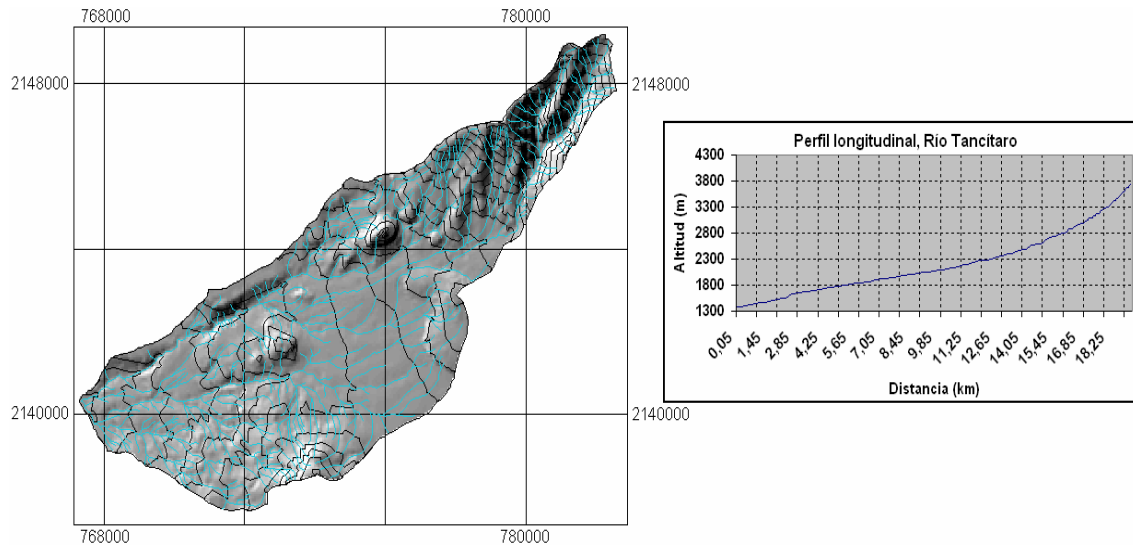 768000 780000
2148000 2148000
2140000 2140000
768000 780000
Perfil longitudinal, Río Tancítaro
4300
3800
3300
2800
2300
1800
1300
Altitud (m)
0,05 1,45 2,85 4,25 5,65 7,05 8,45 9,85 11,25 12,65 14,05 15,45 16,85 18,25
Distancia (km)